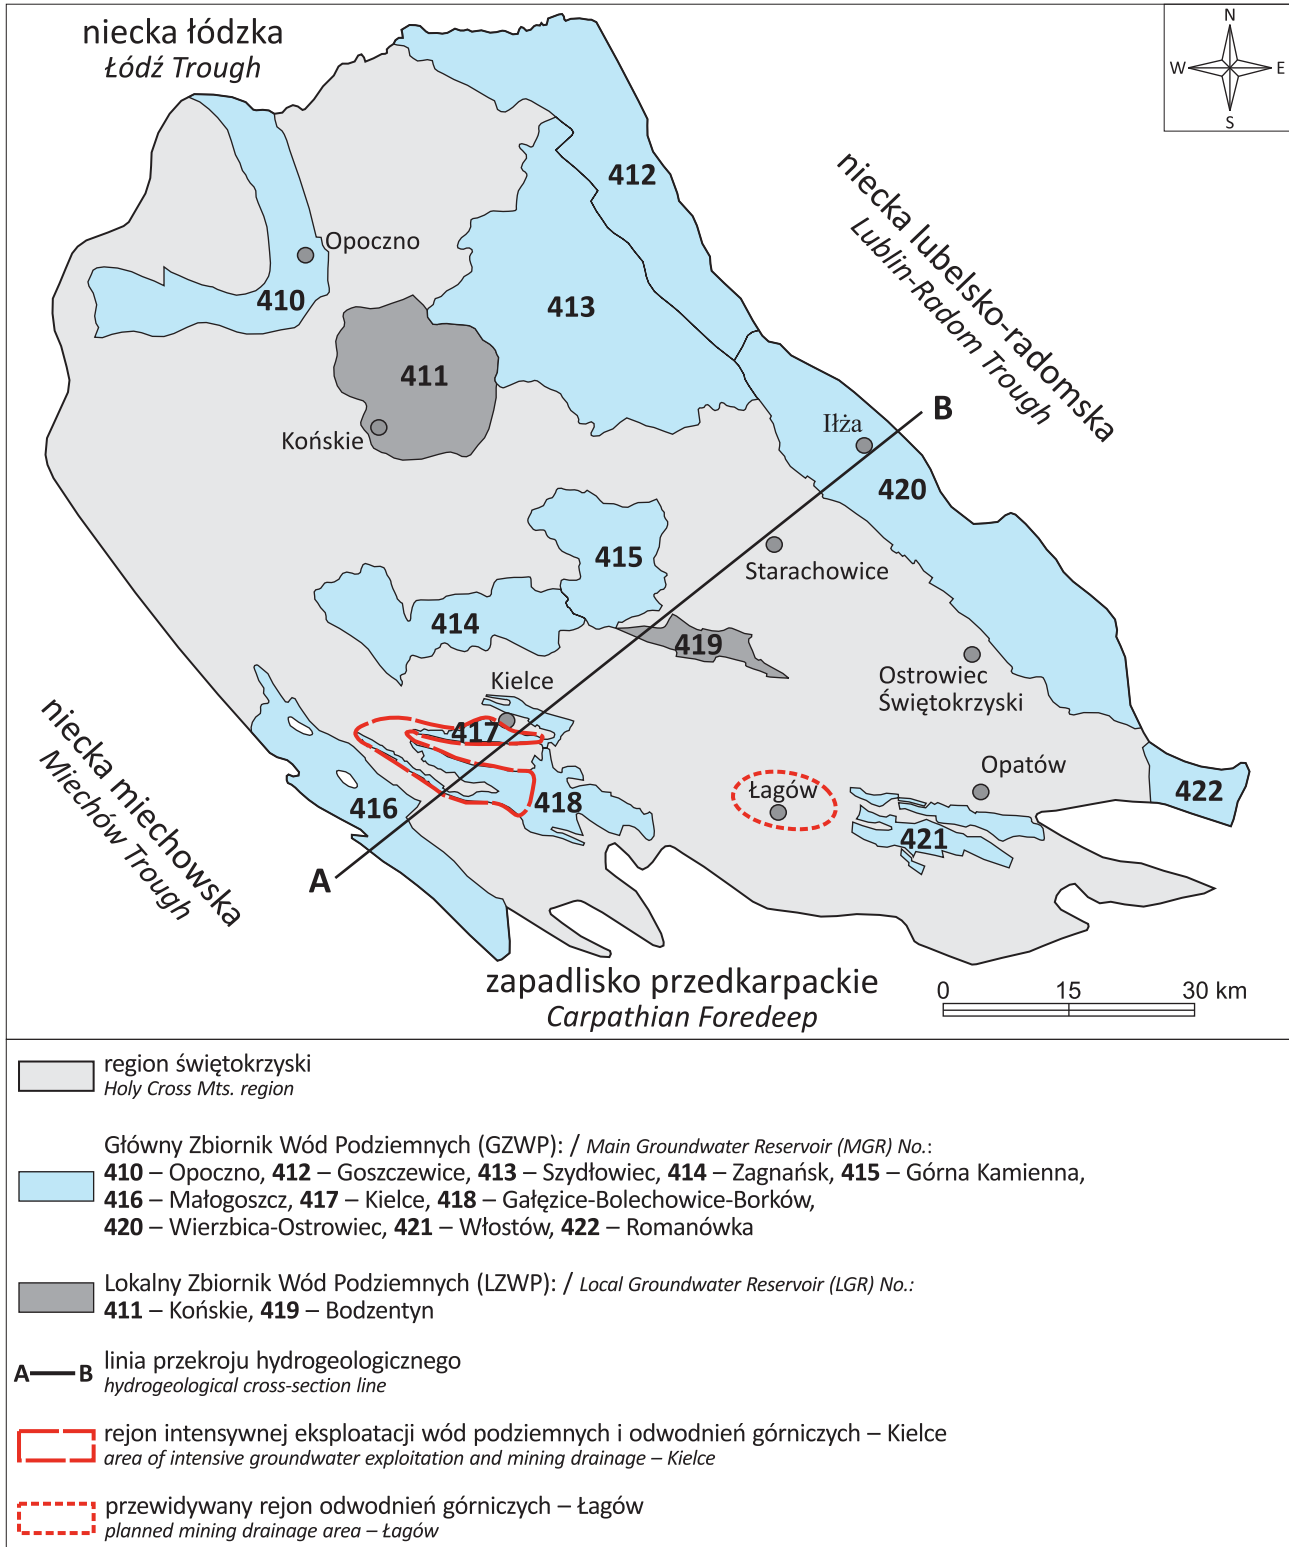 niecka łódzka
Łódź Trough
N
W
E
S
412
niecka lubelsko-radomska
Lublin-Radom Trough
Opoczno
410
413
411
Końskie
B
Iłża
420
415
Starachowice
414
419
Kielce
Ostrowiec
Świętokrzyski
niecka miechowska
Miechów Trough
417
Opatów
416
418
Łagów
422
421
A
zapadlisko przedkarpackie
Carpathian Foredeep
0 15 30 km
region świętokrzyski
Holy Cross Mts. region
Główny Zbiornik Wód Podziemnych (GZWP): / Main Groundwater Reservoir (MGR) No.:
410 – Opoczno, 412 – Goszczewice, 413 – Szydłowiec, 414 – Zagnańsk, 415 – Górna Kamienna,
416 – Małogoszcz, 417 – Kielce, 418 – Gałęzice-Bolechowice-Borków,
420 – Wierzbica-Ostrowiec, 421 – Włostów, 422 – Romanówka
Lokalny Zbiornik Wód Podziemnych (LZWP): / Local Groundwater Reservoir (LGR) No.:
411 – Końskie, 419 – Bodzentyn
A B linia przekroju hydrogeologicznego
hydrogeological cross-section line
rejon intensywnej eksploatacji wód podziemnych i odwodnień górniczych – Kielce
area of intensive groundwater exploition and mining drainage – Kielce
przewidywany rejon odwodnień górniczych – Łagów
planned mining drainage area – Łagów